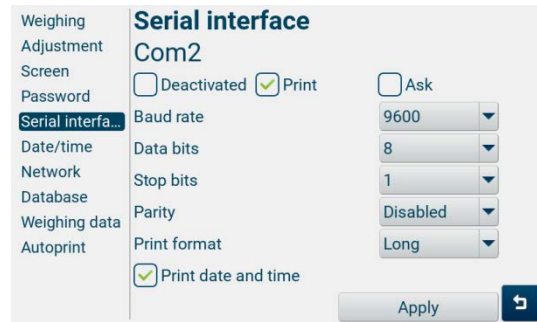 Weighing
Adjustment
Screen
Password
Serial interfa...
Date/time
Network
Database
Weighing data
Autoprint
Serial interface
Com2
Deactivated Print Ask
Baud rate 9600
Data bits 8
Stop bits 1
Parity Disabled
Print format Long
Print date and time
Apply